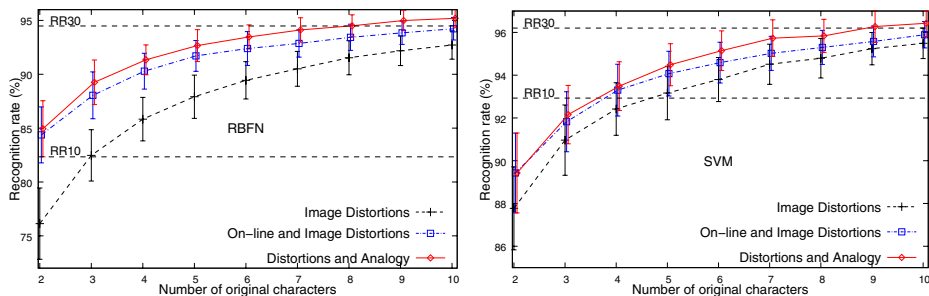 RR30
95
90
85
80
75
Recognition rate (%)
RBFN
RR10
Image Distortions
On-line and Image Distortions
Distortions and Analogy
2 3 4 5 6 7 8 9 10
Number of original characters
RR30
96
94
92
90
88
86
Recognition rate (%)
RR10
SVM
Image Distortions
On-line and Image Distortions
Distortions and Analogy
2 3 4 5 6 7 8 9 10
Number of original characters